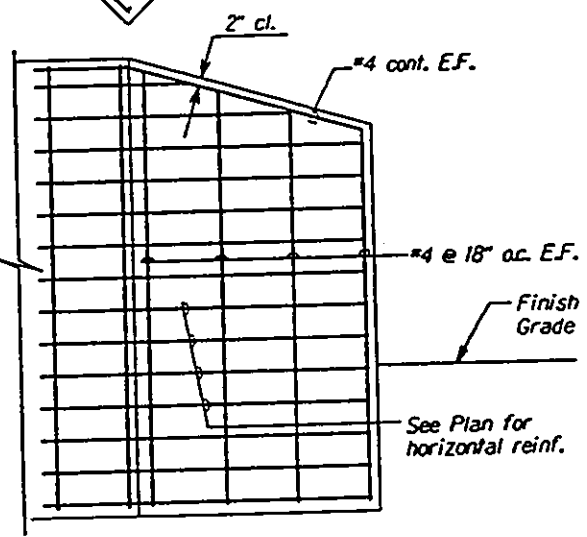 2" cl.
#4 cont. E.F.
#4 @ 18" o.c. E.F.
Finish
Grade
See Plan for
horizontal reinf.